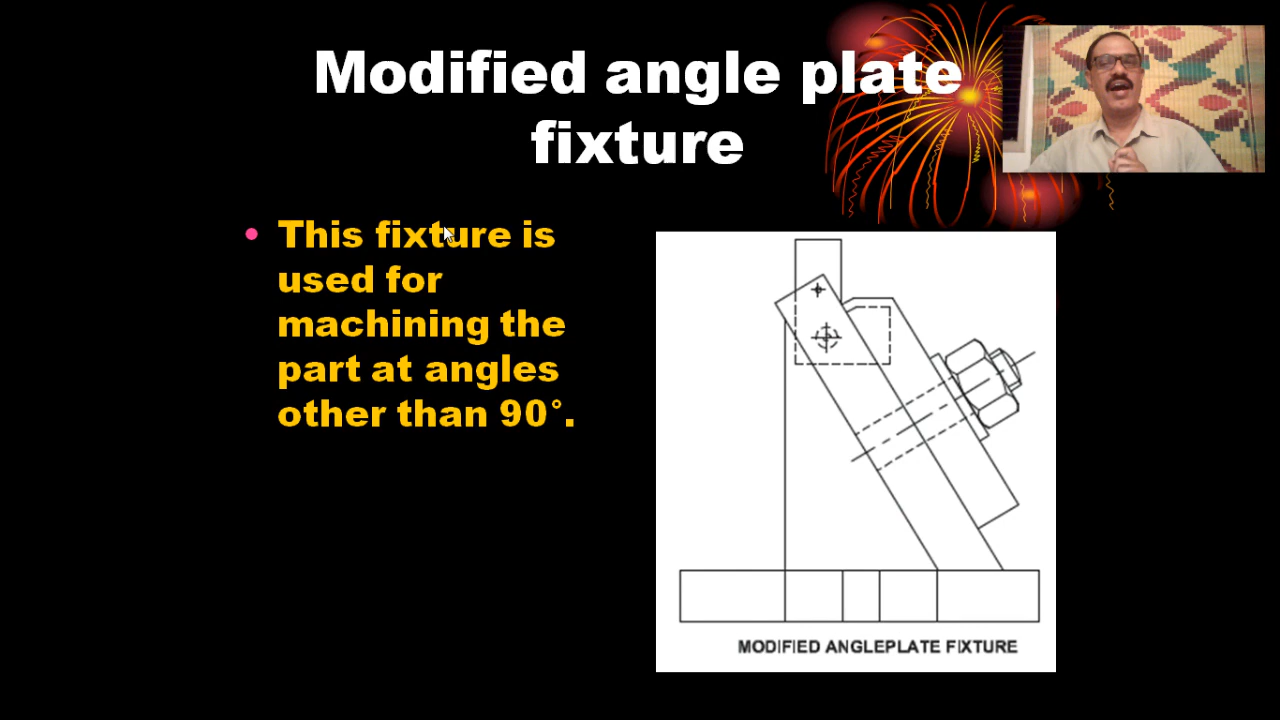 Modified angle plate
fixture
• This fixture is
used for
machining the
part at angles
other than 90°.
MODIFIED ANGLEPLATE FIXTURE